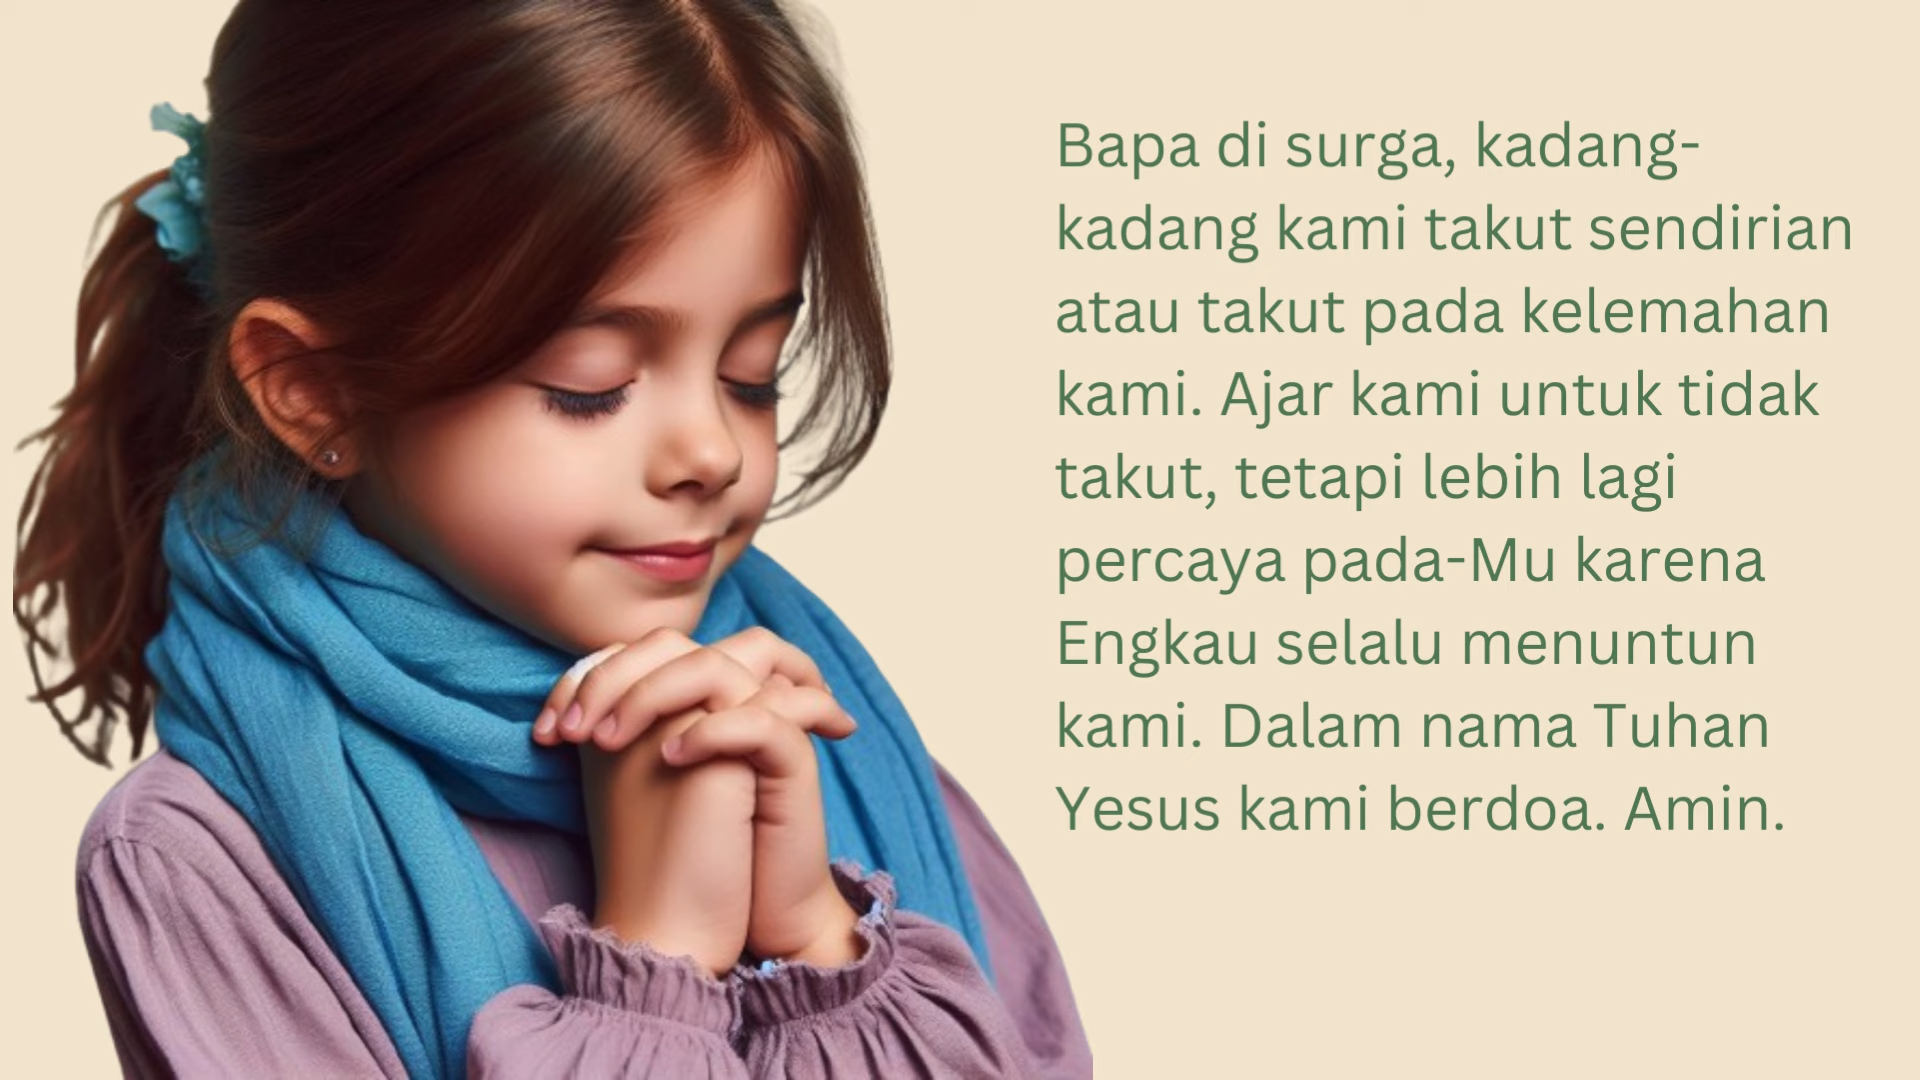 Bapa di surga, kadang-
kadang kami takut sendirian
atau takut pada kelemahan
kami. Ajar kami untuk tidak
takut, tetapi lebih lagi
percaya pada-Mu karena
Engkau selalu menuntun
kami. Dalam nama Tuhan
Yesus kami berdoa. Amin.